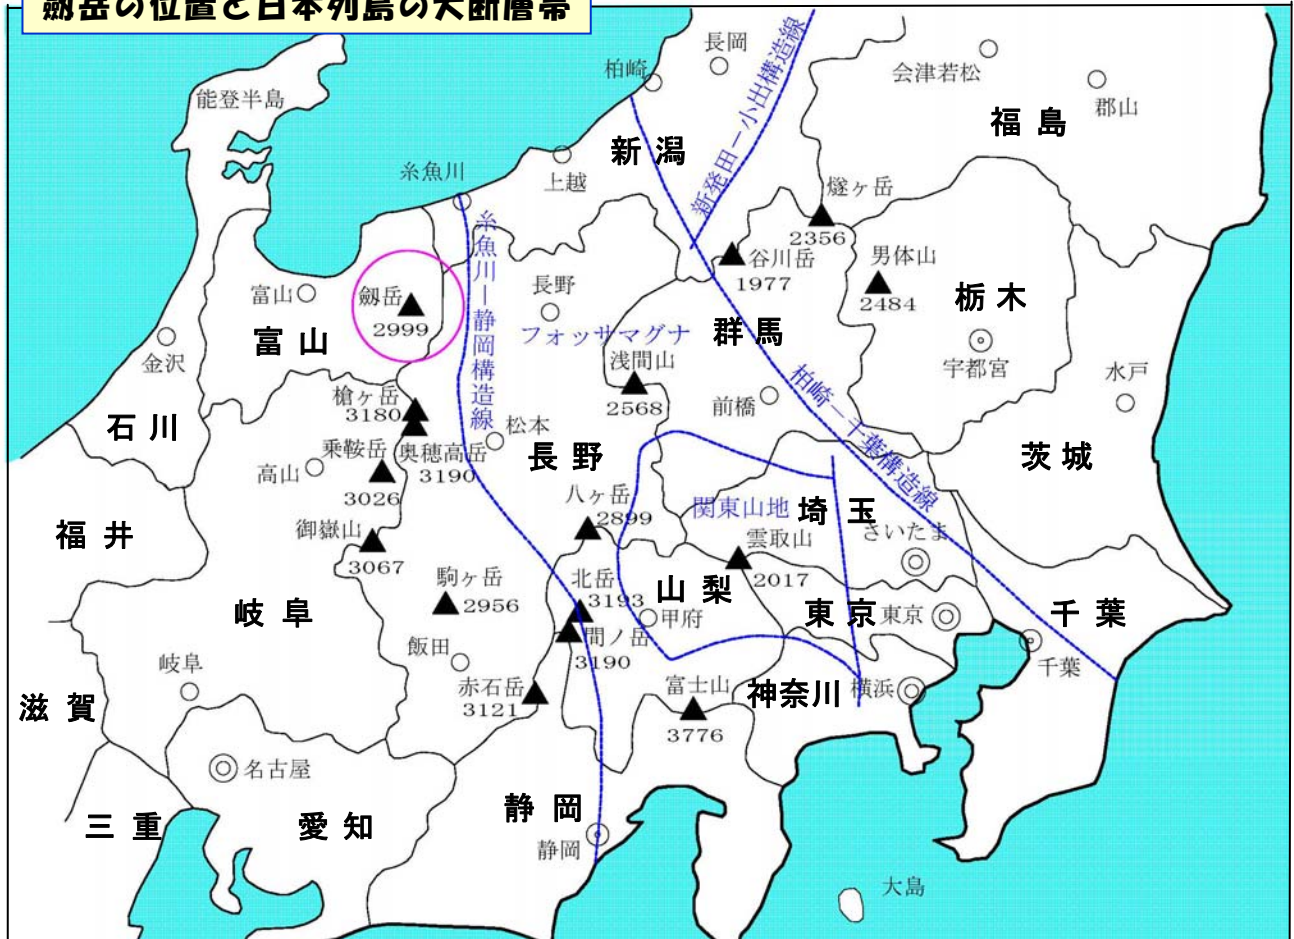 劔岳の位置と日本列島の大断層帯
長岡
柏崎
会津若松
郡山
福島
能登半島
新潟
新発田ー小出構造線
糸魚川
上越
燧ヶ岳
2356
谷川岳
1977
男体山
2484
糸魚川ー静岡構造線
富山
劔岳
2999
長野
栃木
フォッサマグナ
群馬
富山
金沢
浅間山
2568
宇都宮
水戸
槍ヶ岳
3180
前橋
柏崎ー千葉構造線
石川
松本
乗鞍岳
奥穂高岳
3190
長野
茨城
高山
3026
八ヶ岳
2899
関東山地
埼玉
さいたま
福井
御嶽山
3067
雲取山
2017
駒ヶ岳
2956
北岳
3193
山梨
甲府
岐阜
東京
東京
千葉
間ノ岳
3190
飯田
千葉
岐阜
赤石岳
3121
富士山
3776
神奈川
横浜
滋賀
名古屋
静岡
三重
愛知
静岡
大島